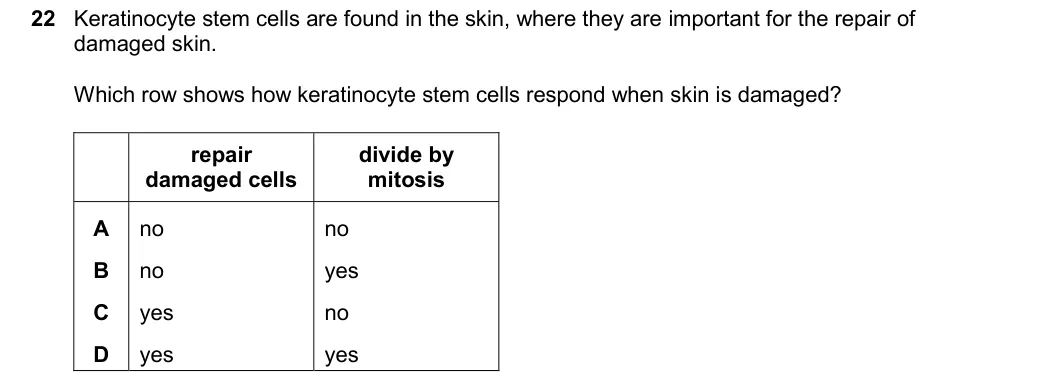 22 Keratinocyte stem cells are found in the skin, where they are important for the repair of
damaged skin.
Which row shows how keratinocyte stem cells respond when skin is damaged?
repair damaged cells divide by mitosis
A no no
B no yes
C yes no
D yes yes